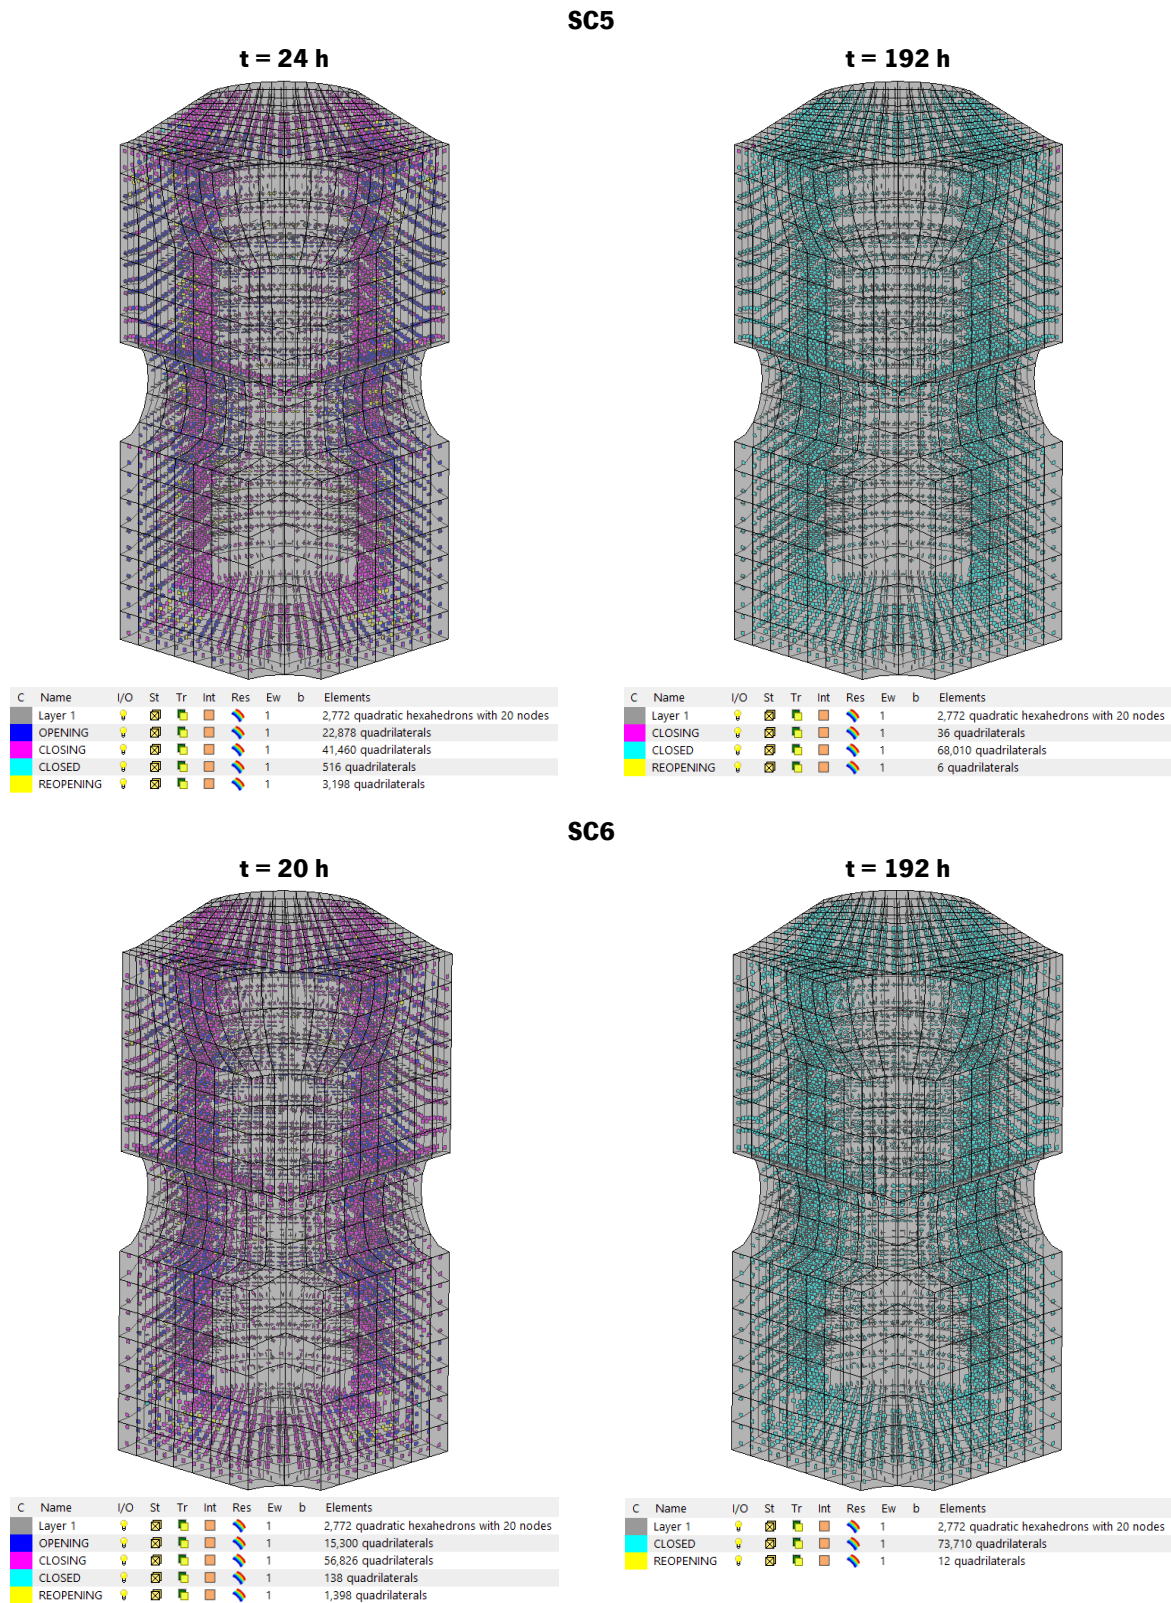 SC5
t = 24 h
t = 192 h
C Name I/O St Tr Int Res Ew b Elements
Layer 1 1 2,772 quadratic hexahedrons with 20 nodes
OPENING 1 22,878 quadrilaterals
CLOSING 1 41,460 quadrilaterals
CLOSED 1 516 quadrilaterals
REOPENING 1 3,198 quadrilaterals
C Name I/O St Tr Int Res Ew b Elements
Layer 1 1 2,772 quadratic hexahedrons with 20 nodes
CLOSING 1 36 quadrilaterals
CLOSED 1 68,010 quadrilaterals
REOPENING 1 6 quadrilaterals
SC6
t = 20 h
t = 192 h
C Name I/O St Tr Int Res Ew b Elements
Layer 1 1 2,772 quadratic hexahedrons with 20 nodes
OPENING 1 15,300 quadrilaterals
CLOSING 1 56,826 quadrilaterals
CLOSED 1 138 quadrilaterals
REOPENING 1 1,398 quadrilaterals
C Name I/O St Tr Int Res Ew b Elements
Layer 1 1 2,772 quadratic hexahedrons with 20 nodes
CLOSED 1 73,710 quadrilaterals
REOPENING 1 12 quadrilaterals